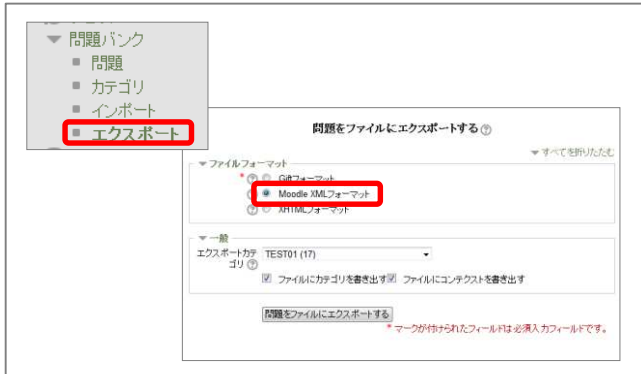 問題バンク
問題
カテゴリ
インポート
エクスポート
問題をファイルにエクスポートする
すべてを折りたたむ
ファイルフォーマット
* Giftフォーマット
Moodle XMLフォーマット
XHTMLフォーマット
一般
エクスポートカテゴリ TEST01 (17)
ファイルにカテゴリを書き出す ファイルにコンテクストを書き出す
問題をファイルにエクスポートする
* マークが付けられたフィールドは必須入力フィールドです。